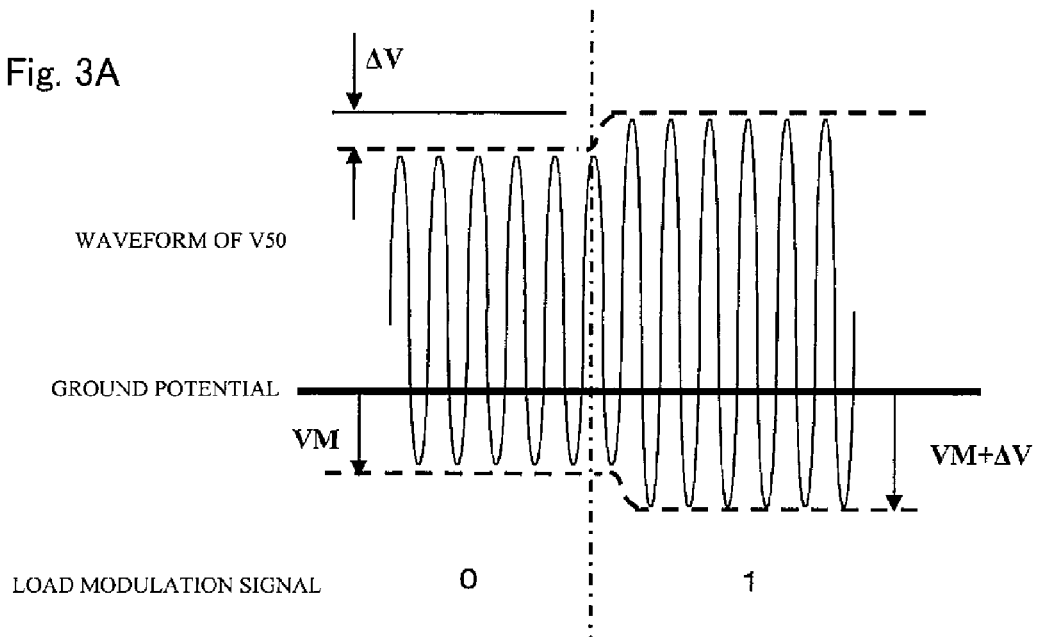 Fig. 3A
ΔV
WAVEFORM OF V50
GROUND POTENTIAL
VM
VM+ΔV
LOAD MODULATION SIGNAL 0 1